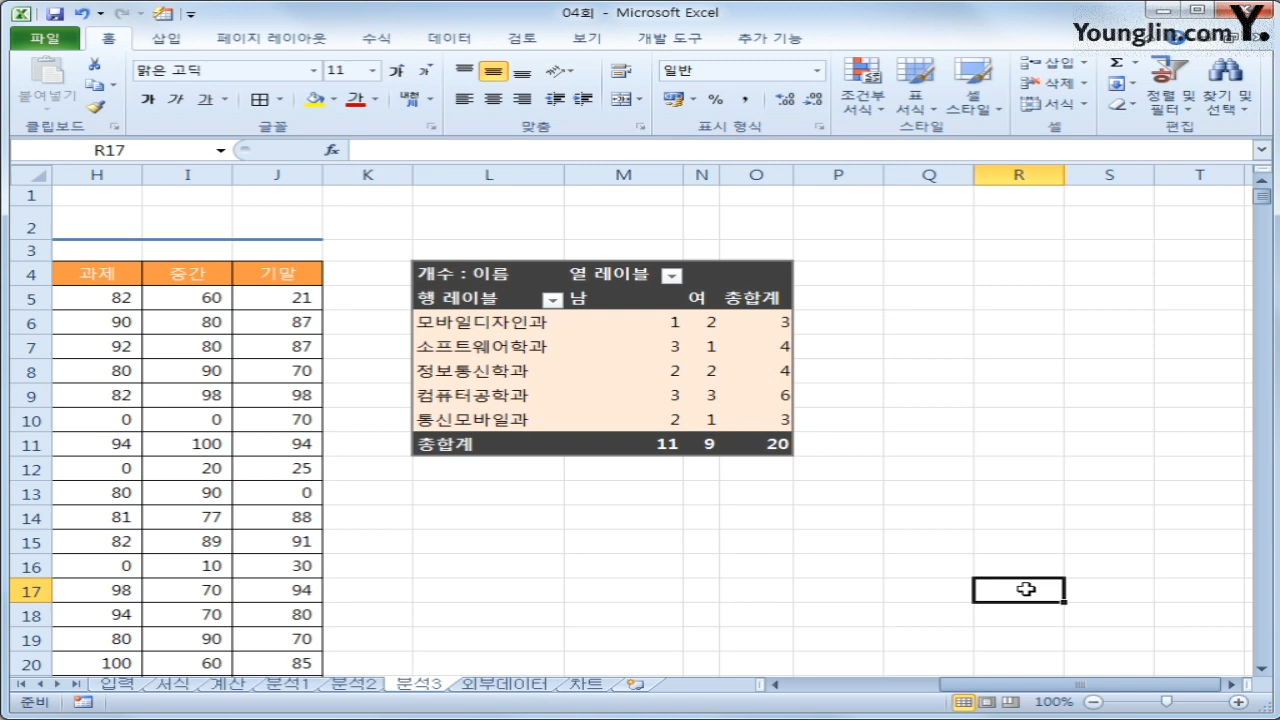 04회 - Microsoft Excel
YoungJin.com Y.
파일 홈 삽입 페이지 레이아웃 수식 데이터 검토 보기 개발 도구 추가 기능
붙여넣기 맑은 고딕 11 가 가 일반 조건부 서식 표 서식 셀 스타일 삽입 삭제 서식 Σ 정렬 및 필터 찾기 및 선택
가 가 가 가 %
클립보드 글꼴 맞춤 표시 형식 스타일 셀 편집
R17 fx
H I J K L M N O P Q R S T
1
2
3
4 과제 중간 기말 개수 : 이름 열 레이블
5 82 60 21 행 레이블 남 여 총합계
6 90 80 87 모바일디자인과 1 2 3
7 92 80 87 소프트웨어학과 3 1 4
8 80 90 70 정보통신학과 2 2 4
9 82 98 98 컴퓨터공학과 3 3 6
10 0 0 70 통신모바일과 2 1 3
11 94 100 94 총합계 11 9 20
12 0 20 25
13 80 90 0
14 81 77 88
15 82 89 91
16 0 10 30
17 98 70 94
18 94 70 80
19 80 90 70
20 100 60 85
입력 서식 계산 분석1 분석2 분석3 외부데이터 차트
준비 100%